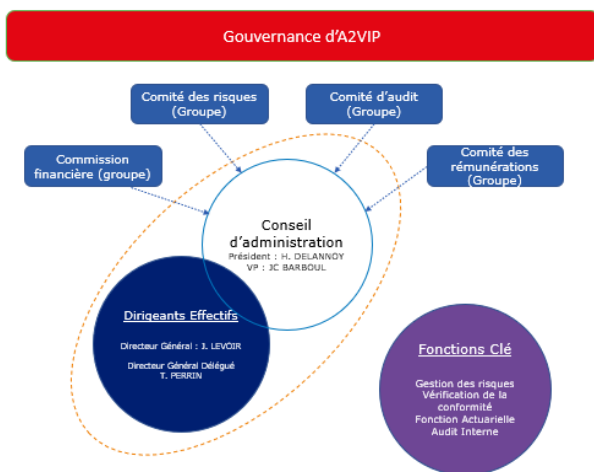 Gouvernance d'A2VIP
Comité des risques
(Groupe)
Comité d'audit
(Groupe)
Commission
financière (groupe)
Comité des
rémunérations
(Groupe)
Conseil
d'administration
Président : H. DELANNOY
VP : JC BARBOUL
Dirigeants Effectifs
Directeur Général : J. LEVOIR
Directeur Général Délégué
T. PERRIN
Fonctions Clé
Gestion des risques
Vérification de la
conformité
Fonction Actuarielle
Audit Interne